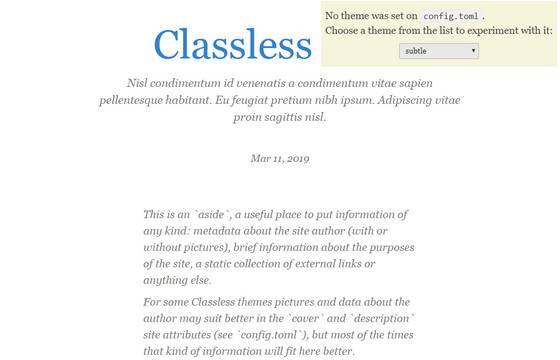 No theme was set on config.toml.
Choose a theme from the list to experiment with it:
subtle
Classless
Nisl condimentum id venenatis a condimentum vitae sapien
pellentesque habitant. Eu feugiat pretium nibh ipsum. Adipiscing vitae
proin sagittis nisl.
Mar 11, 2019
This is an `aside`, a useful place to put information of
any kind: metadata about the site author (with or
without pictures), brief information about the purposes
of the site, a static collection of external links or
anything else.
For some Classless themes pictures and data about the
author may suit better in the `cover` and `description`
site attributes (see `config.toml`), but most of the times
that kind of information will fit here better.